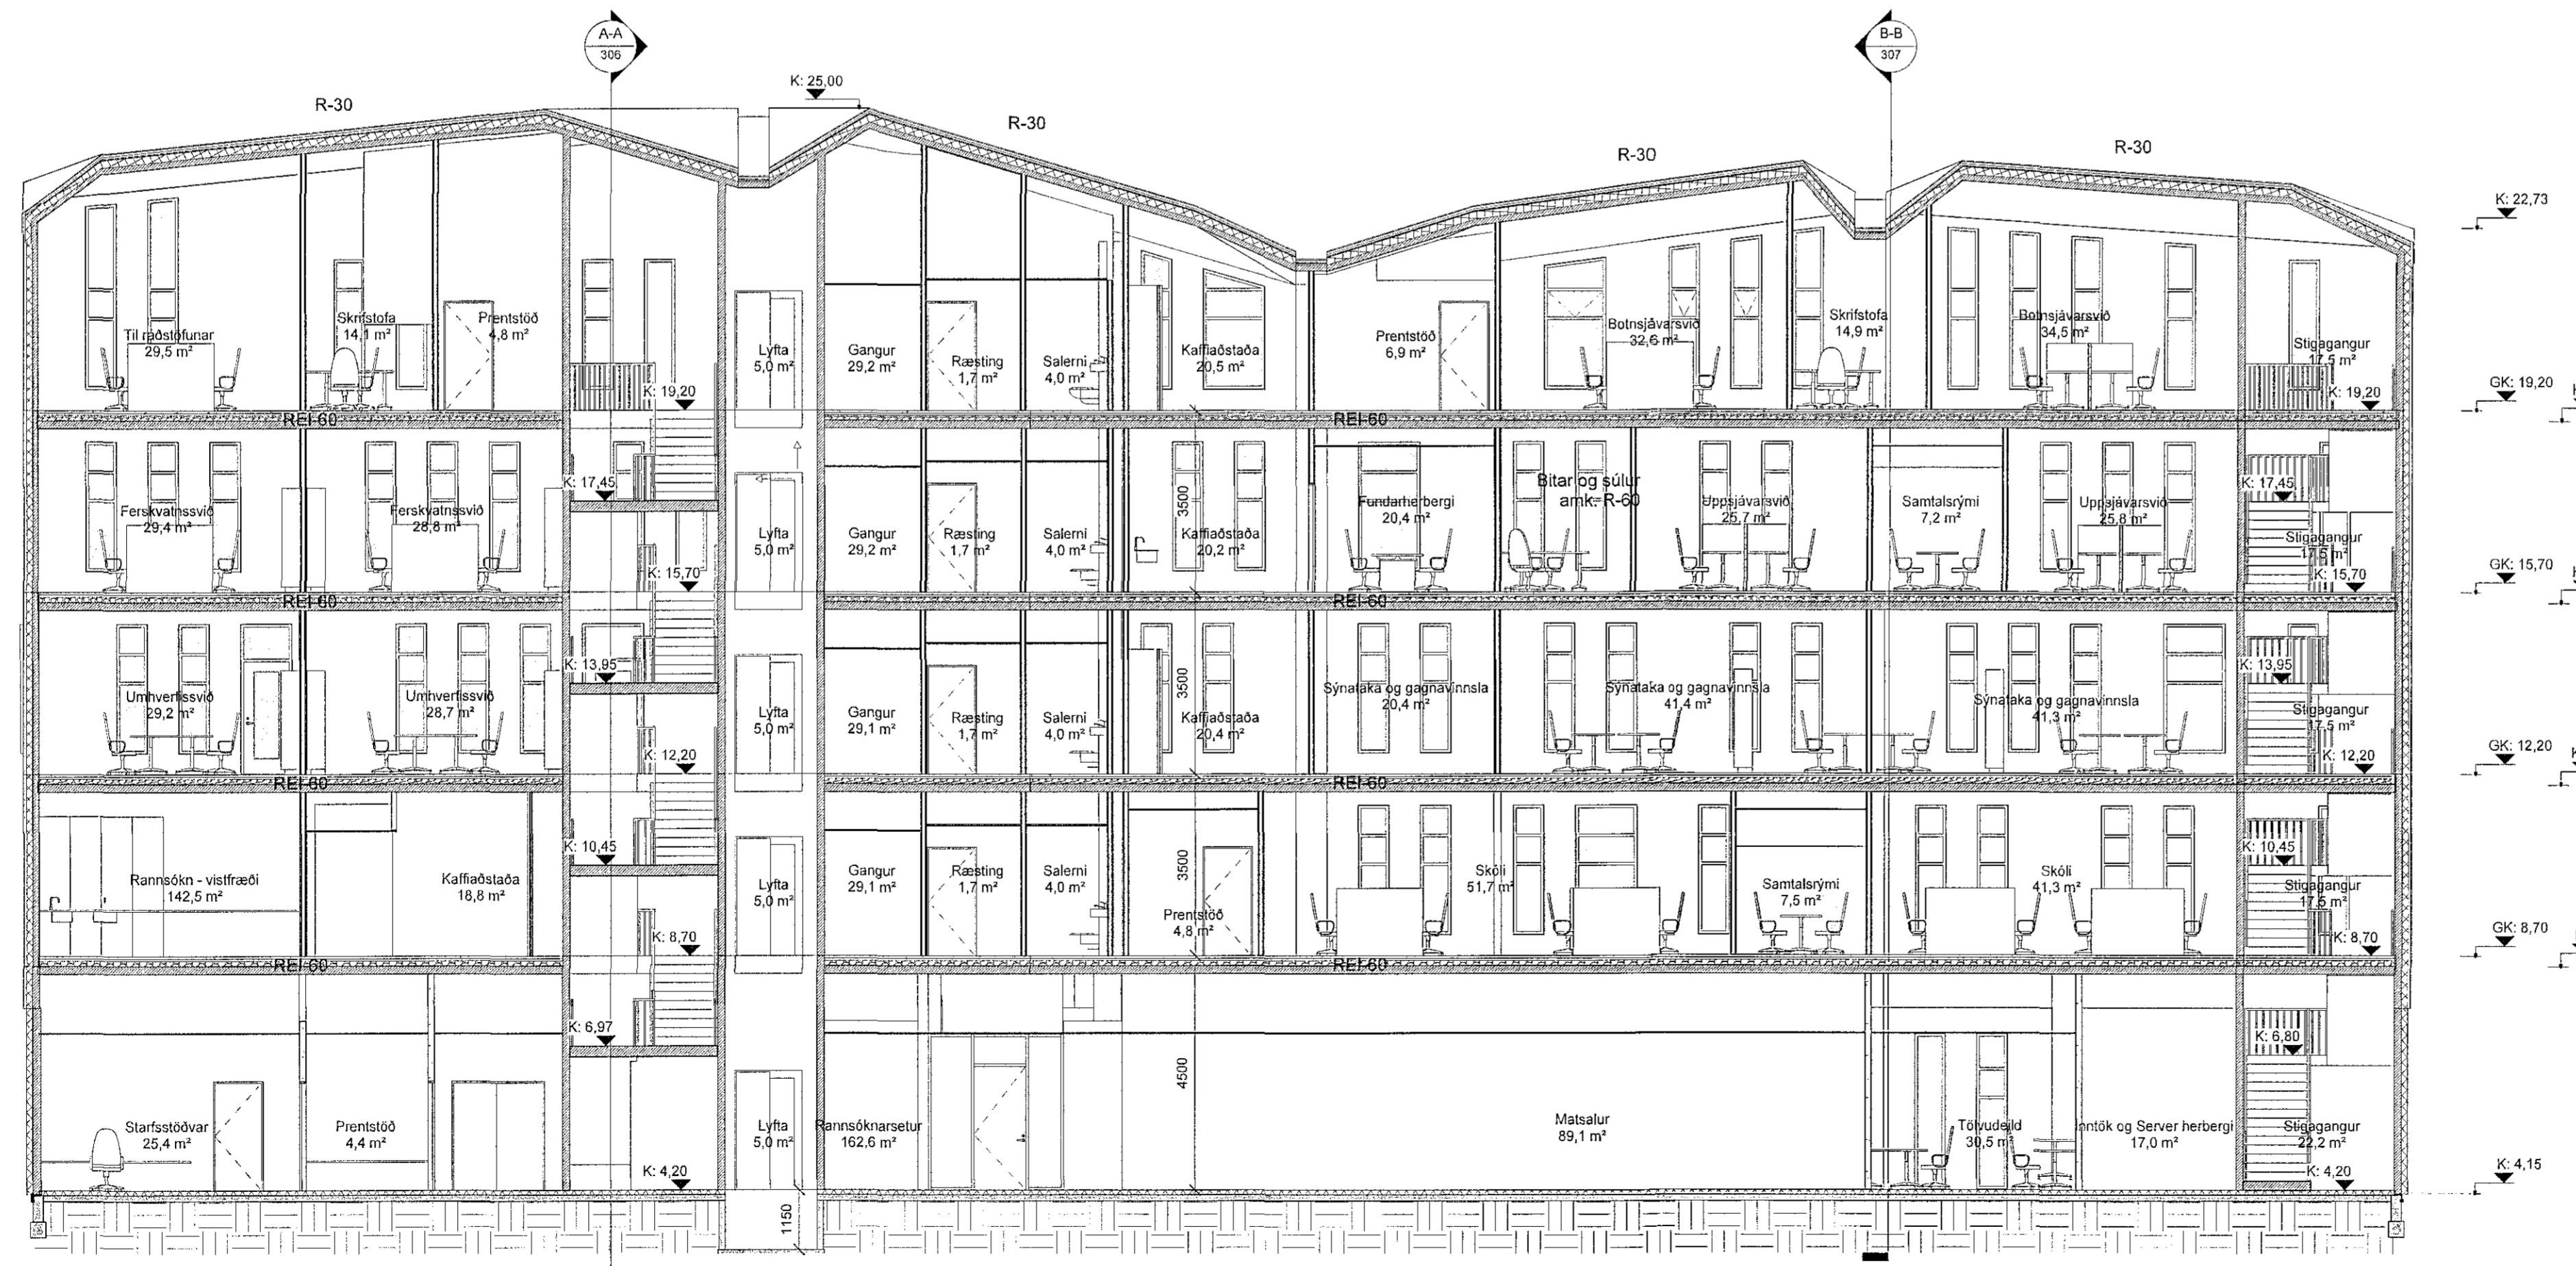 A-A
306
B-B
307
K: 25,00
R-30
R-30
R-30
R-30
K: 22,73
Til ráðstöfunar
29,5 m²
Skrifstofa
14,1 m²
Prentstöð
4,8 m²
K: 19,20
Lyfta
5,0 m²
Gangur
29,2 m²
Ræsting
1,7 m²
Salerni
4,0 m²
Kaffiaðstaða
20,5 m²
Prentstöð
6,9 m²
Botnsjávarsvið
32,6 m²
Skrifstofa
14,9 m²
Botnsjávarsvið
34,5 m²
Stigagangur
17,5 m²
K: 19,20
GK: 19,20
REI-60
REI-60
Ferskvatnssvið
29,4 m²
Ferskvatnssvið
28,8 m²
K: 17,45
K: 15,70
Lyfta
5,0 m²
Gangur
29,2 m²
Ræsting
1,7 m²
Salerni
4,0 m²
3500
Kaffiaðstaða
20,2 m²
Fundarherbergi
20,4 m²
Bitar og súlur
amk. R-60
Uppsjávarsvið
25,7 m²
Samtalsrými
7,2 m²
Uppsjávarsvið
25,8 m²
K: 17,45
Stigagangur
17,5 m²
K: 15,70
GK: 15,70
REI-60
REI-60
Umhverfissvið
29,2 m²
Umhverfissvið
28,7 m²
K: 13,95
K: 12,20
Lyfta
5,0 m²
Gangur
29,1 m²
Ræsting
1,7 m²
Salerni
4,0 m²
3500
Kaffiaðstaða
20,4 m²
Sýnataka og gagnavinnsla
20,4 m²
Sýnataka og gagnavinnsla
41,4 m²
Sýnataka og gagnavinnsla
41,3 m²
K: 13,95
Stigagangur
17,5 m²
K: 12,20
GK: 12,20
REI-60
REI-60
Rannsókn - vistfræði
142,5 m²
Kaffiaðstaða
18,8 m²
K: 10,45
K: 8,70
Lyfta
5,0 m²
Gangur
29,1 m²
Ræsting
1,7 m²
Salerni
4,0 m²
3500
Prentstöð
4,8 m²
Skóli
51,7 m²
Samtalsrými
7,5 m²
Skóli
41,3 m²
K: 10,45
Stigagangur
17,5 m²
K: 8,70
GK: 8,70
REI-60
REI-60
K: 6,97
Starfsstöðvar
25,4 m²
Prentstöð
4,4 m²
K: 4,20
Lyfta
5,0 m²
Rannsóknarsetur
162,6 m²
4500
Matsalur
89,1 m²
Tölvudeild
30,5 m²
Inntök og Server herbergi
17,0 m²
K: 6,80
Stigagangur
22,2 m²
K: 4,20
K: 4,15
1150